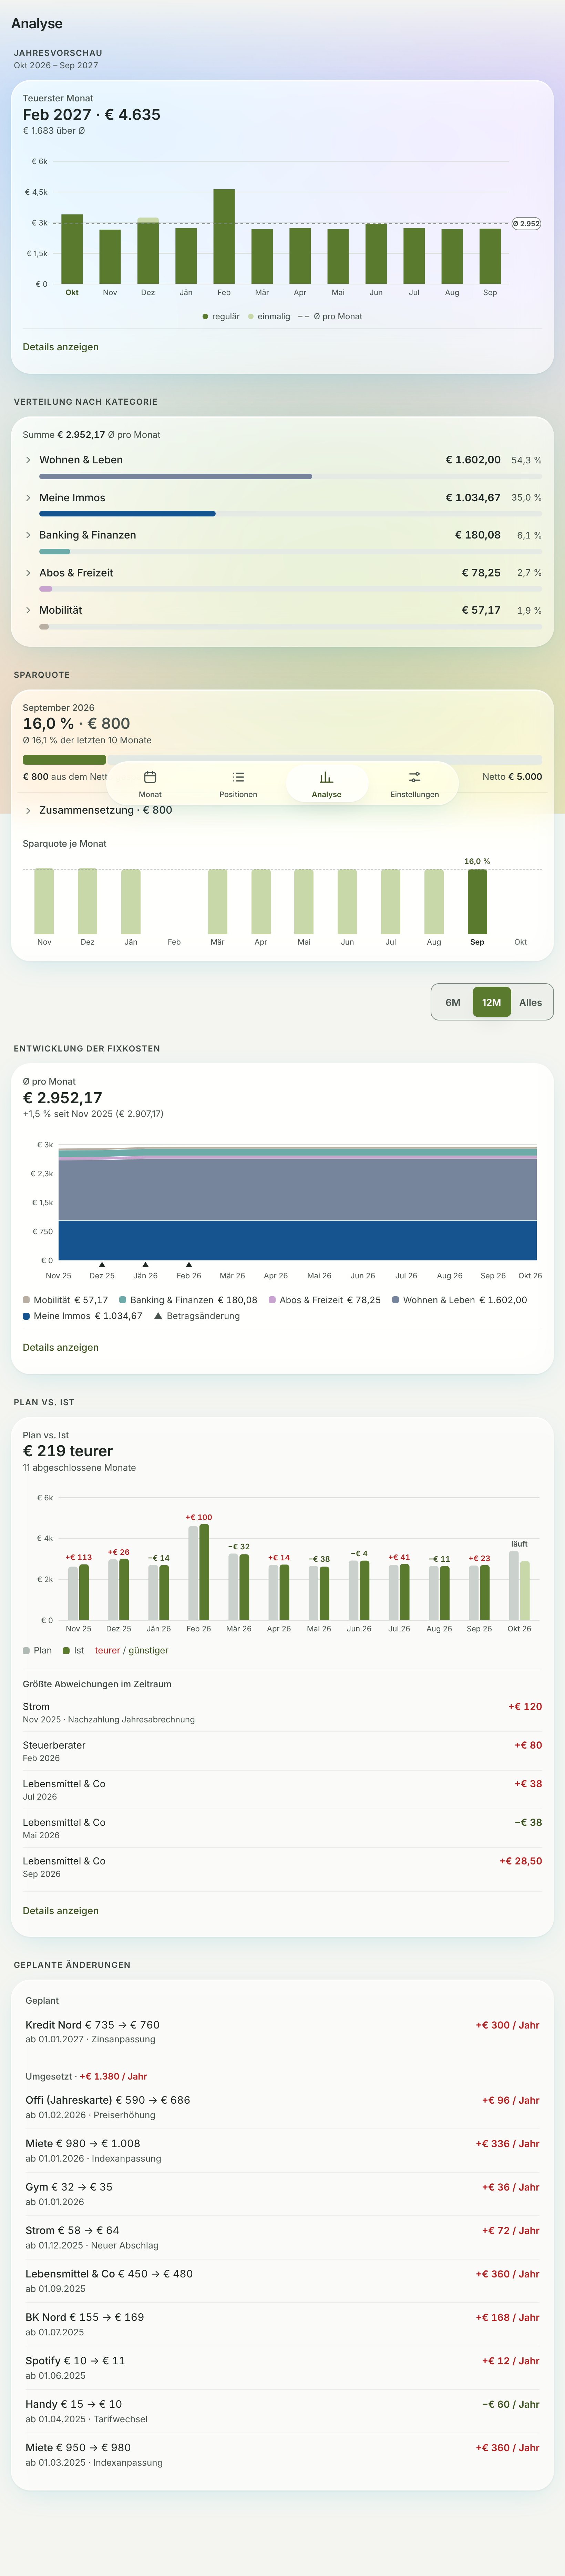 Analyse
JAHRESVORSCHAU
Okt 2026 – Sep 2027
Teuerster Monat
Feb 2027 · € 4.635
€ 1.683 über Ø
€ 6k
€ 4,5k
€ 3k
€ 1,5k
€ 0
Ø 2.952
Okt Nov Dez Jän Feb Mär Apr Mai Jun Jul Aug Sep
regulär einmalig Ø pro Monat
Details anzeigen
VERTEILUNG NACH KATEGORIE
Summe € 2.952,17 Ø pro Monat
Wohnen & Leben € 1.602,00 54,3 %
Meine Immos € 1.034,67 35,0 %
Banking & Finanzen € 180,08 6,1 %
Abos & Freizeit € 78,25 2,7 %
Mobilität € 57,17 1,9 %
SPARQUOTE
September 2026
16,0 % · € 800
Ø 16,1 % der letzten 10 Monate
€ 800 aus dem Nett Netto € 5.000
Monat Positionen Analyse Einstellungen
Zusammensetzung · € 800
Sparquote je Monat
16,0 %
Nov Dez Jän Feb Mär Apr Mai Jun Jul Aug Sep Okt
6M 12M Alles
ENTWICKLUNG DER FIXKOSTEN
Ø pro Monat
€ 2.952,17
+1,5 % seit Nov 2025 (€ 2.907,17)
€ 3k
€ 2,3k
€ 1,5k
€ 750
€ 0
Nov 25 Dez 25 Jän 26 Feb 26 Mär 26 Apr 26 Mai 26 Jun 26 Jul 26 Aug 26 Sep 26 Okt 26
Mobilität € 57,17 Banking & Finanzen € 180,08 Abos & Freizeit € 78,25 Wohnen & Leben € 1.602,00
Meine Immos € 1.034,67 Betragsänderung
Details anzeigen
PLAN VS. IST
Plan vs. Ist
€ 219 teurer
11 abgeschlossene Monate
€ 6k
€ 4k
€ 2k
€ 0
+€ 113 +€ 26 −€ 14 +€ 100 −€ 32 +€ 14 −€ 38 −€ 4 +€ 41 −€ 11 +€ 23 läuft
Nov 25 Dez 25 Jän 26 Feb 26 Mär 26 Apr 26 Mai 26 Jun 26 Jul 26 Aug 26 Sep 26 Okt 26
Plan Ist teurer / günstiger
Größte Abweichungen im Zeitraum
Strom +€ 120
Nov 2025 · Nachzahlung Jahresabrechnung
Steuerberater +€ 80
Feb 2026
Lebensmittel & Co +€ 38
Jul 2026
Lebensmittel & Co −€ 38
Mai 2026
Lebensmittel & Co +€ 28,50
Sep 2026
Details anzeigen
GEPLANTE ÄNDERUNGEN
Geplant
Kredit Nord € 735 → € 760 +€ 300 / Jahr
ab 01.01.2027 · Zinsanpassung
Umgesetzt · +€ 1.380 / Jahr
Offi (Jahreskarte) € 590 → € 686 +€ 96 / Jahr
ab 01.02.2026 · Preiserhöhung
Miete € 980 → € 1.008 +€ 336 / Jahr
ab 01.01.2026 · Indexanpassung
Gym € 32 → € 35 +€ 36 / Jahr
ab 01.01.2026
Strom € 58 → € 64 +€ 72 / Jahr
ab 01.12.2025 · Neuer Abschlag
Lebensmittel & Co € 450 → € 480 +€ 360 / Jahr
ab 01.09.2025
BK Nord € 155 → € 169 +€ 168 / Jahr
ab 01.07.2025
Spotify € 10 → € 11 +€ 12 / Jahr
ab 01.06.2025
Handy € 15 → € 10 −€ 60 / Jahr
ab 01.04.2025 · Tarifwechsel
Miete € 950 → € 980 +€ 360 / Jahr
ab 01.03.2025 · Indexanpassung